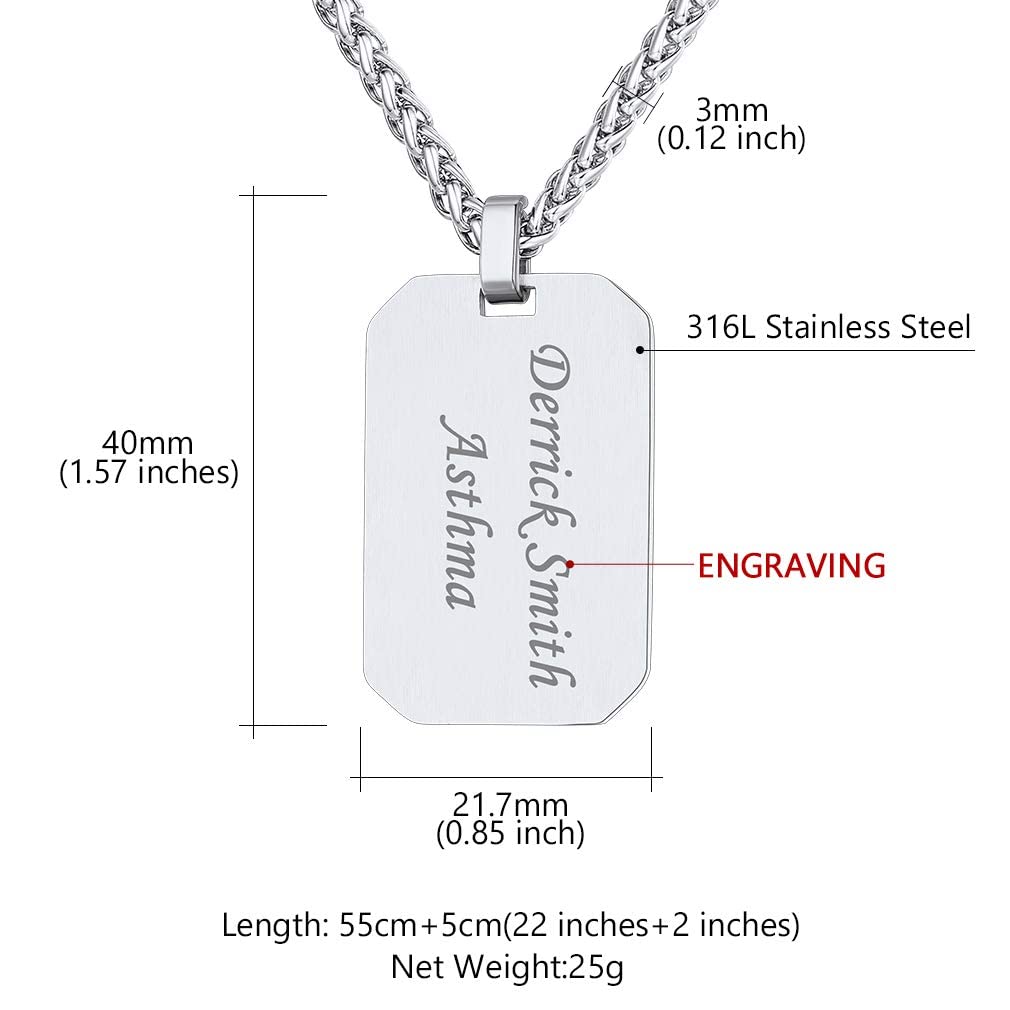 3mm
(0.12 inch)
316L Stainless Steel
40mm
(1.57 inches)
Derrick Smith
Asthma
ENGRAVING
21.7mm
(0.85 inch)
Length: 55cm+5cm(22 inches+2 inches)
Net Weight:25g